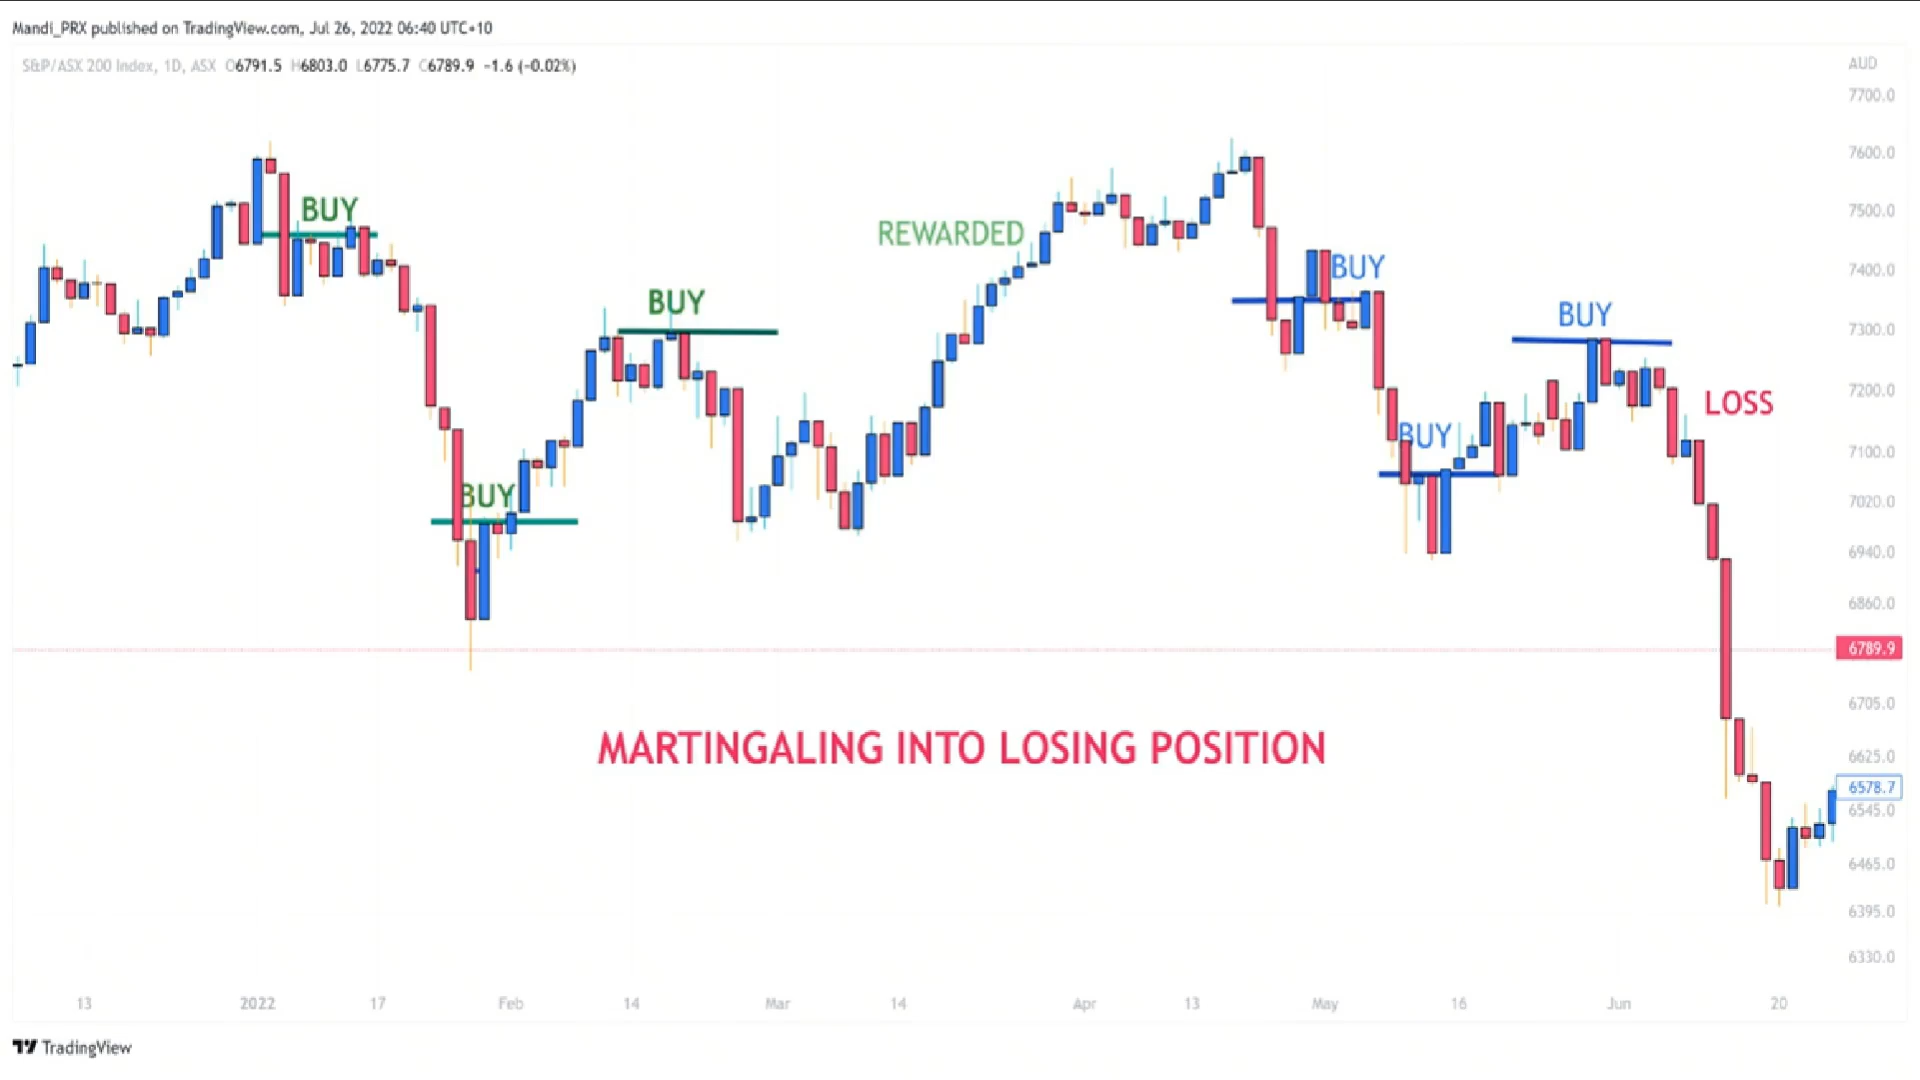 Mandi_PRX published on TradingView.com, Jul 26, 2022 06:40 UTC+10
S&P/ASX 200 Index, 1D, ASX O6791.5 H6803.0 L6775.7 C6789.9 -1.6 (-0.02%)
AUD
7700.0
7600.0
BUY
7500.0
REWARDED
BUY
7400.0
BUY
BUY
7300.0
7200.0
LOSS
BUY
7100.0
BUY
7020.0
6940.0
6860.0
6789.9
6705.0
MARTINGALING INTO LOSING POSITION
6625.0
6578.7
6545.0
6465.0
6395.0
6330.0
13 2022 17 Feb 14 Mar 14 Apr 13 May 16 Jun 20
TradingView